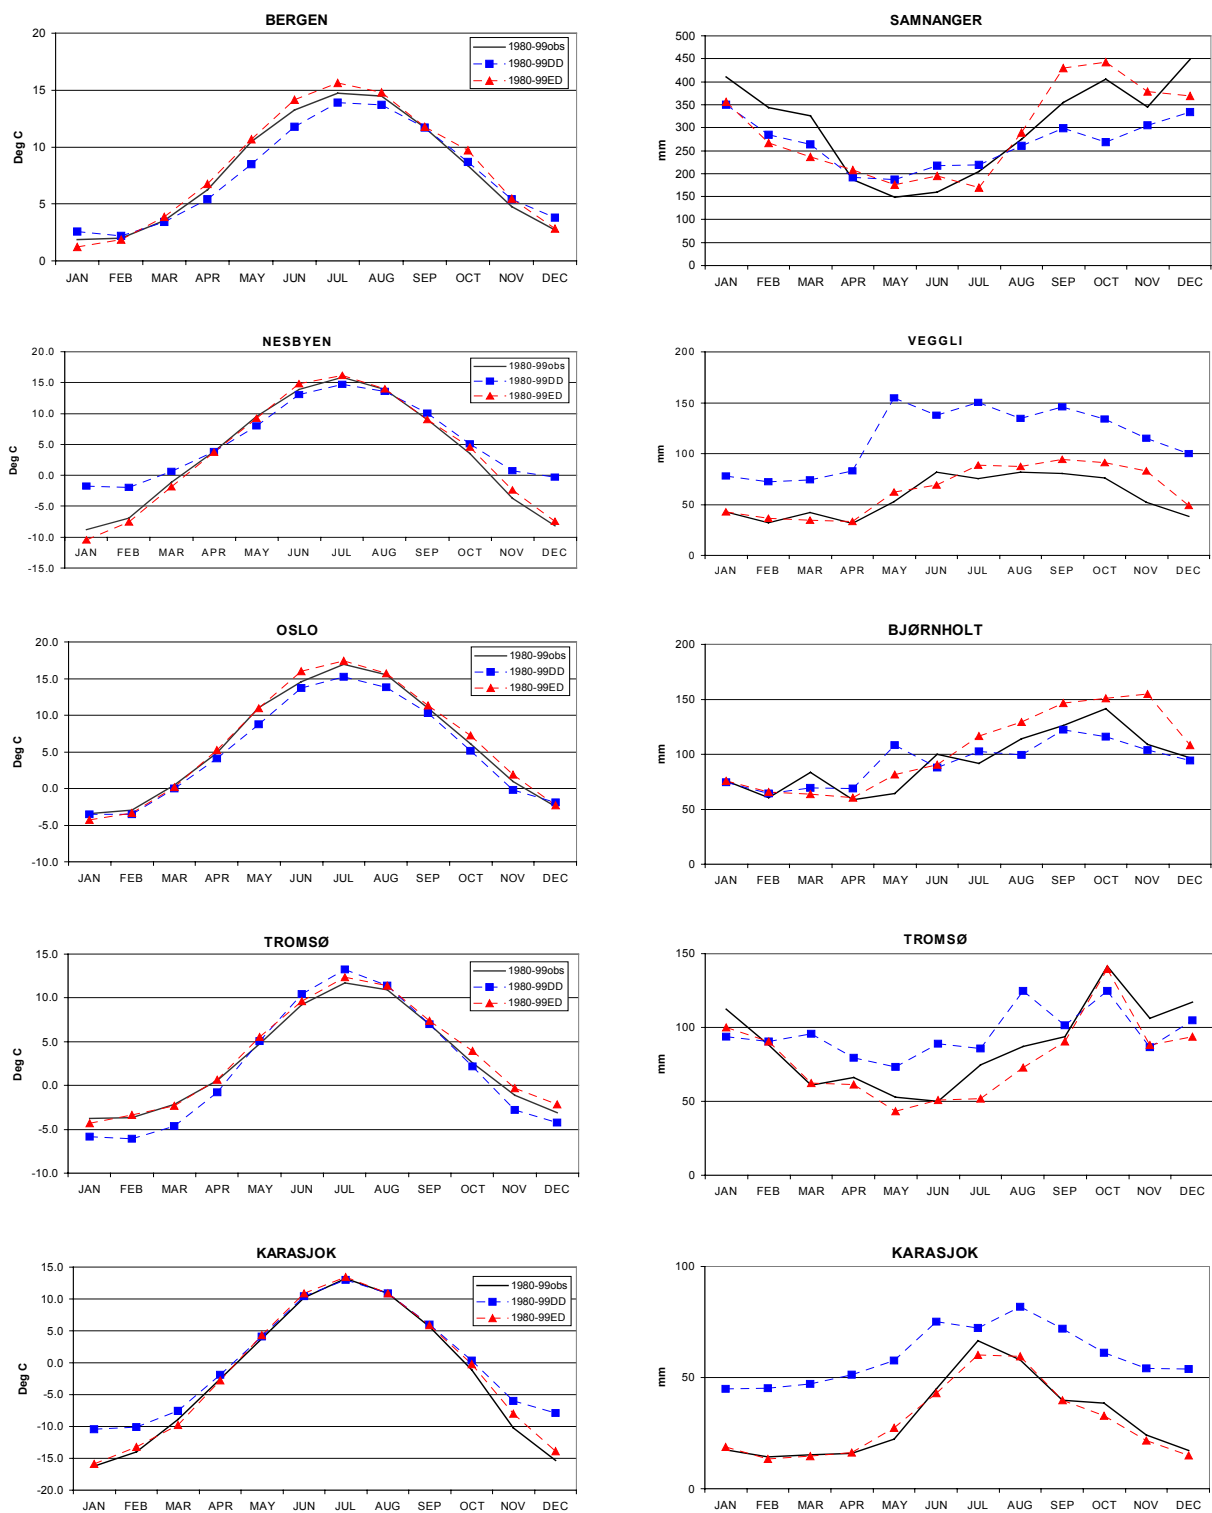 BERGEN
20
15
10
5
0
Deg C
1980-99obs
1980-99DD
1980-99ED
JAN FEB MAR APR MAY JUN JUL AUG SEP OCT NOV DEC
SAMNANGER
500
450
400
350
300
250
200
150
100
50
0
mm
JAN FEB MAR APR MAY JUN JUL AUG SEP OCT NOV DEC
NESBYEN
20.0
15.0
10.0
5.0
0.0
-5.0
-10.0
-15.0
Deg C
1980-99obs
1980-99DD
1980-99ED
JAN FEB MAR APR MAY JUN JUL AUG SEP OCT NOV DEC
VEGGLI
200
150
100
50
0
mm
JAN FEB MAR APR MAY JUN JUL AUG SEP OCT NOV DEC
OSLO
20.0
15.0
10.0
5.0
0.0
-5.0
-10.0
Deg C
1980-99obs
1980-99DD
1980-99ED
JAN FEB MAR APR MAY JUN JUL AUG SEP OCT NOV DEC
BJØRNHOLT
200
150
100
50
0
mm
JAN FEB MAR APR MAY JUN JUL AUG SEP OCT NOV DEC
TROMSØ
15.0
10.0
5.0
0.0
-5.0
-10.0
Deg C
1980-99obs
1980-99DD
1980-99ED
JAN FEB MAR APR MAY JUN JUL AUG SEP OCT NOV DEC
TROMSØ
150
100
50
0
mm
JAN FEB MAR APR MAY JUN JUL AUG SEP OCT NOV DEC
KARASJOK
15.0
10.0
5.0
0.0
-5.0
-10.0
-15.0
-20.0
Deg C
1980-99obs
1980-99DD
1980-99ED
JAN FEB MAR APR MAY JUN JUL AUG SEP OCT NOV DEC
KARASJOK
100
50
0
mm
JAN FEB MAR APR MAY JUN JUL AUG SEP OCT NOV DEC